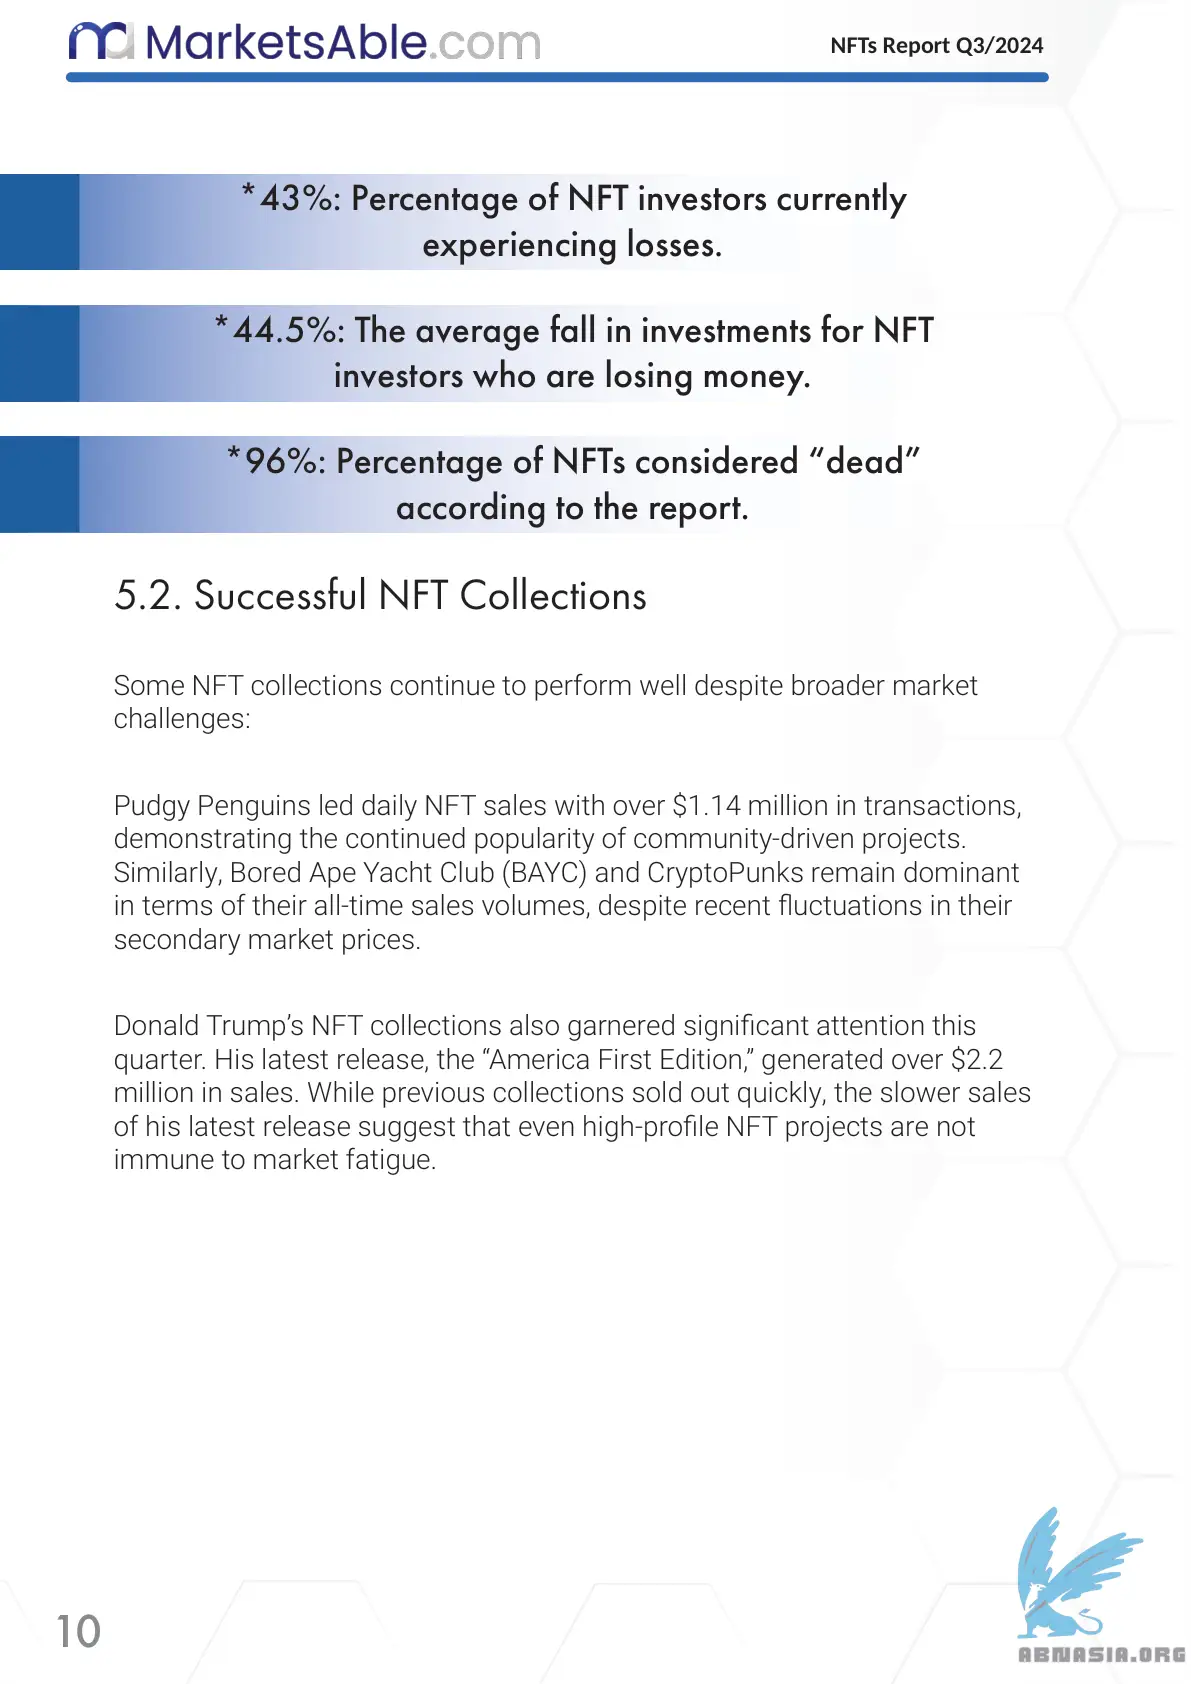 MarketsAble.com
NFTs Report Q3/2024
*43%: Percentage of NFT investors currently
experiencing losses.
*44.5%: The average fall in investments for NFT
investors who are losing money.
*96%: Percentage of NFTs considered “dead”
according to the report.
5.2. Successful NFT Collections
Some NFT collections continue to perform well despite broader market
challenges:
Pudgy Penguins led daily NFT sales with over $1.14 million in transactions,
demonstrating the continued popularity of community-driven projects.
Similarly, Bored Ape Yacht Club (BAYC) and CryptoPunks remain dominant
in terms of their all-time sales volumes, despite recent fluctuations in their
secondary market prices.
Donald Trump’s NFT collections also garnered significant attention this
quarter. His latest release, the “America First Edition,” generated over $2.2
million in sales. While previous collections sold out quickly, the slower sales
of his latest release suggest that even high-profile NFT projects are not
immune to market fatigue.
10
ABNASIA.ORG